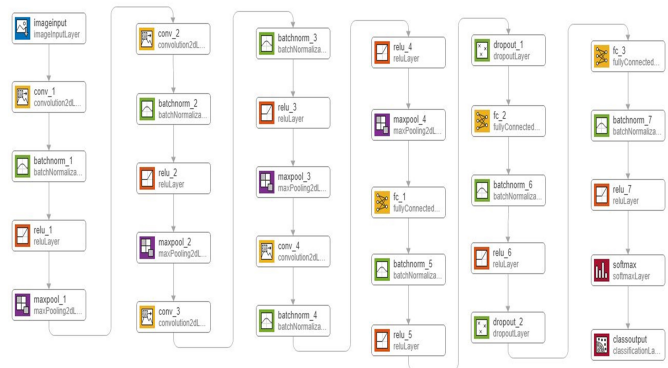 imageinput
imageInputLayer
conv_1
convolution2dL...
batchnorm_1
batchNormaliza...
relu_1
reluLayer
maxpool_1
maxPooling2dL...
conv_2
convolution2dL...
batchnorm_2
batchNormaliza...
relu_2
reluLayer
maxpool_2
maxPooling2dL...
conv_3
convolution2dL...
batchnorm_3
batchNormaliza...
relu_3
reluLayer
maxpool_3
maxPooling2dL...
conv_4
convolution2dL...
batchnorm_4
batchNormaliza...
relu_4
reluLayer
maxpool_4
maxPooling2dL...
fc_1
fullyConnected...
batchnorm_5
batchNormaliza...
relu_5
reluLayer
dropout_1
dropoutLayer
fc_2
fullyConnected...
batchnorm_6
batchNormaliza...
relu_6
reluLayer
dropout_2
dropoutLayer
fc_3
fullyConnected...
batchnorm_7
batchNormaliza...
relu_7
reluLayer
softmax
softmaxLayer
classoutput
classificationLa...